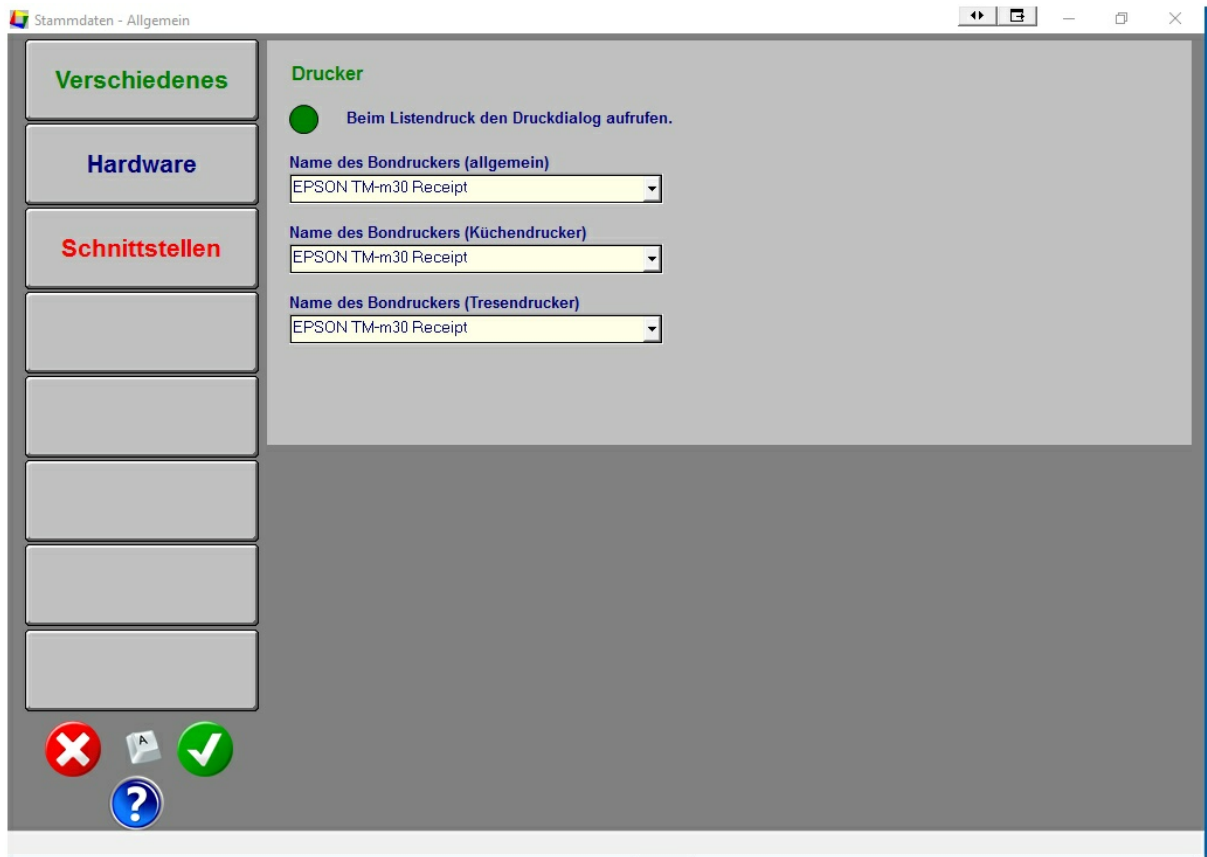 Stammdaten - Allgemein
Verschiedenes
Hardware
Schnittstellen
Drucker
Beim Listendruck den Druckdialog aufrufen.
Name des Bondruckers (allgemein)
EPSON TM-m30 Receipt
Name des Bondruckers (Küchendrucker)
EPSON TM-m30 Receipt
Name des Bondruckers (Tresendrucker)
EPSON TM-m30 Receipt
A
?